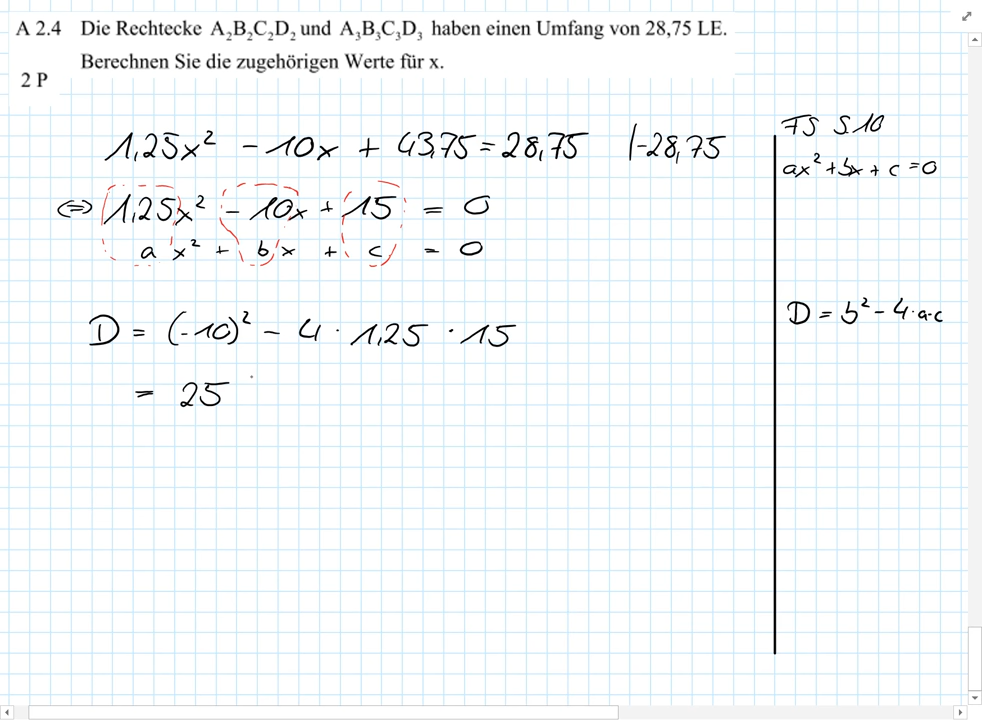 A 2.4 Die Rechtecke A₂B₂C₂D₂ und A₃B₃C₃D₃ haben einen Umfang von 28,75 LE.
Berechnen Sie die zugehörigen Werte für x.
2 P
1,25x² - 10x + 43,75 = 28,75 |-28,75
⇔ 1,25x² - 10x + 15 = 0
a x² + b x + c = 0
D = (-10)² - 4 · 1,25 · 15
= 25
FS S.10
ax² + bx + c = 0
D = b² - 4·a·c